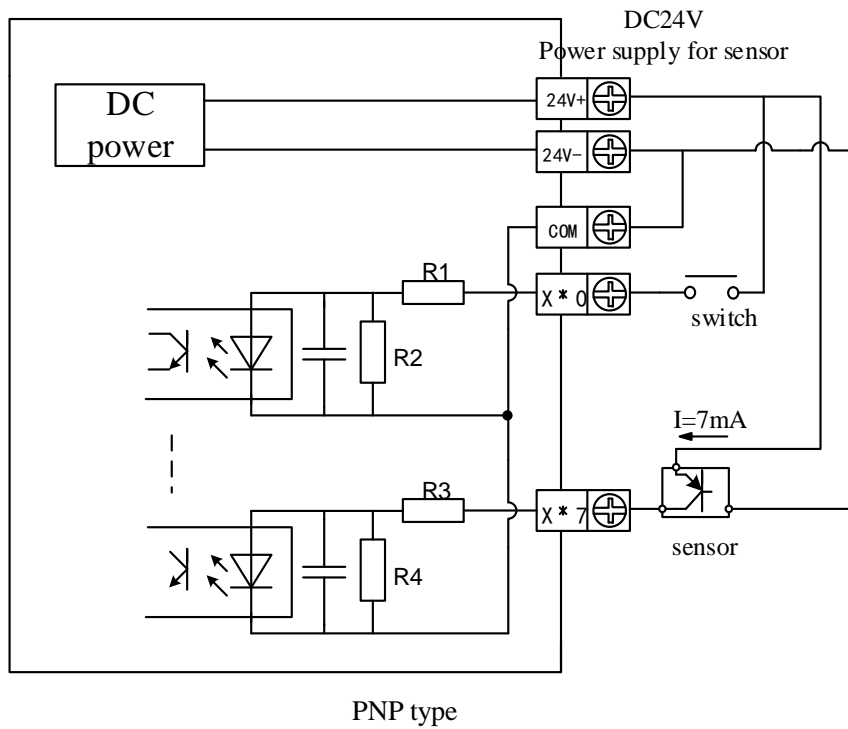 DC24V
Power supply for sensor
DC
power
24V+
24V-
COM
R1
X * 0
switch
R2
I=7mA
R3
X * 7
sensor
R4
PNP type